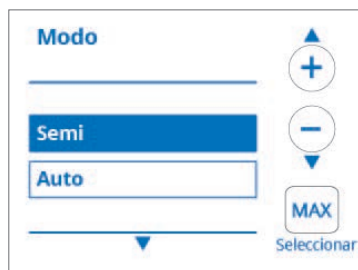 Modo
+
Semi
−
Auto
MAX
Seleccionar